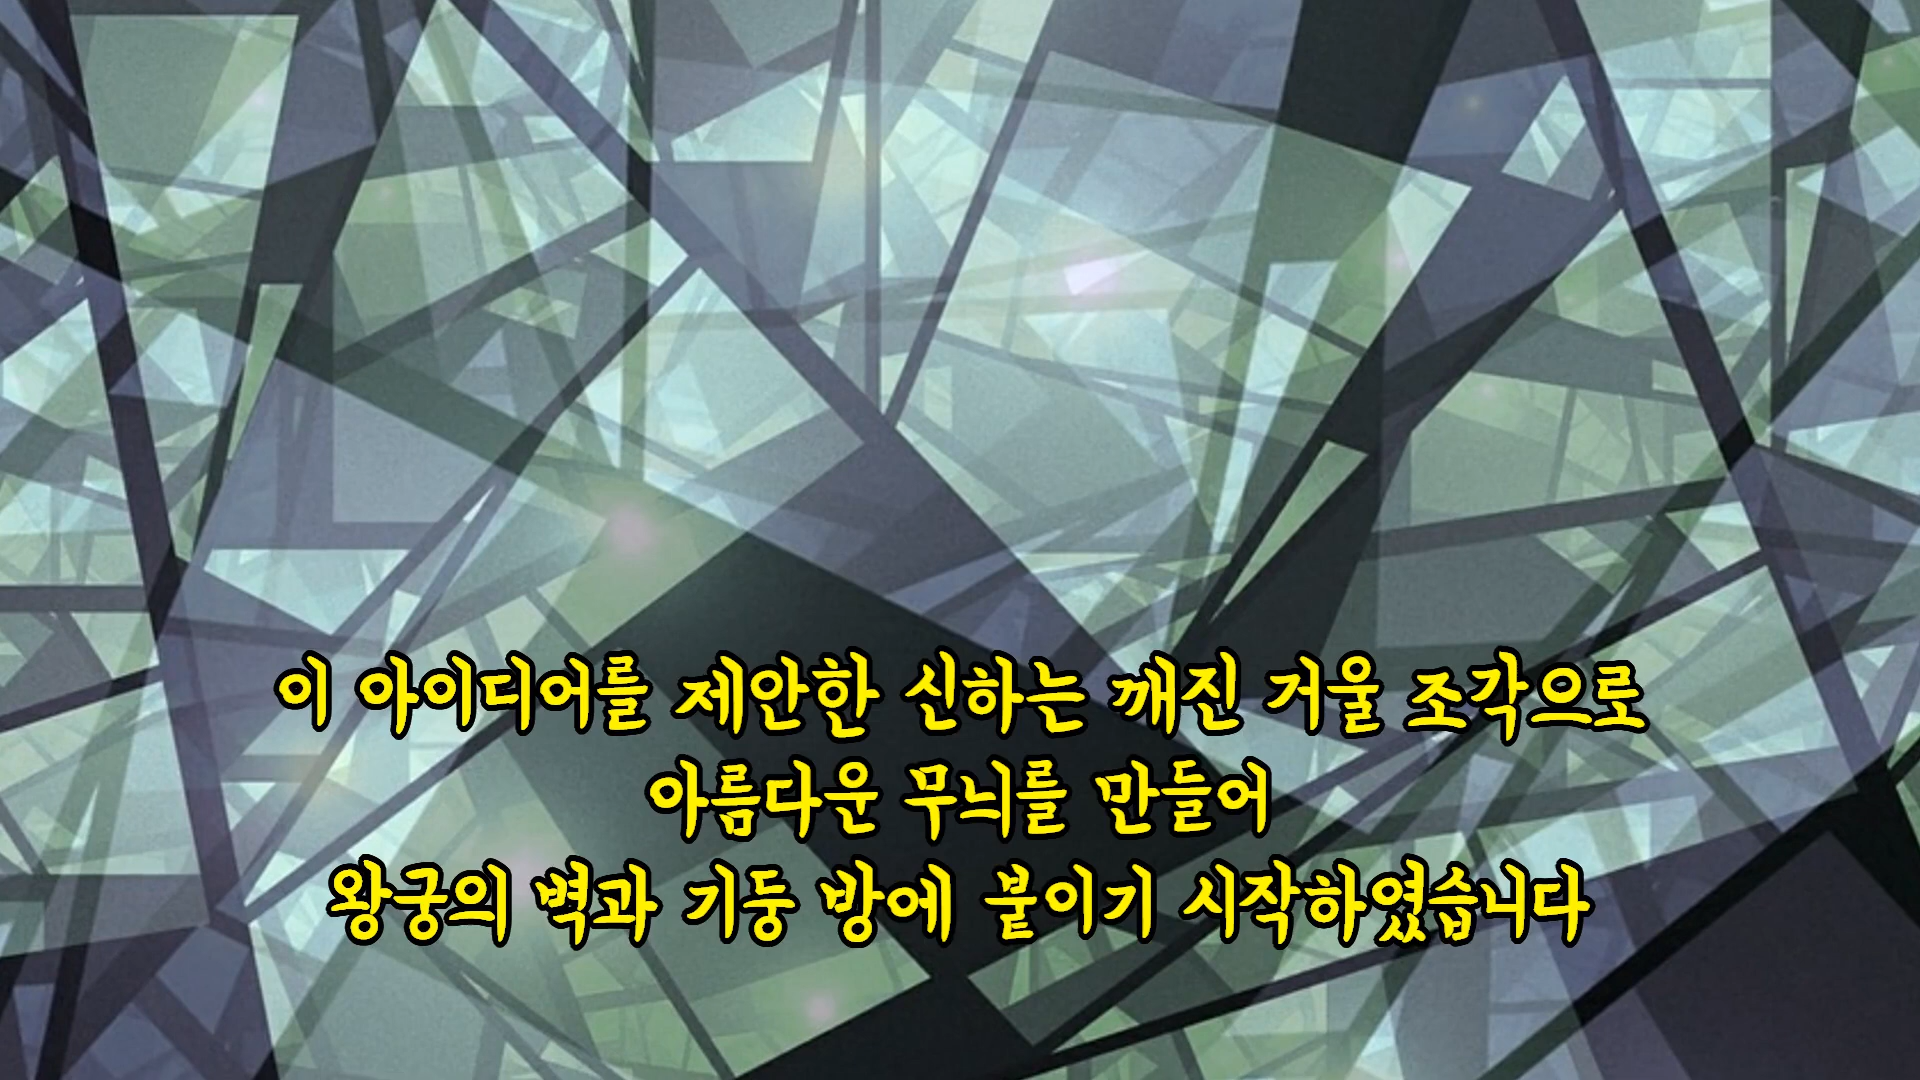 이 아이디어를 제안한 신하는 깨진 거울 조각으로
아름다운 무늬를 만들어
왕궁의 벽과 기둥 방에 붙이기 시작하였습니다